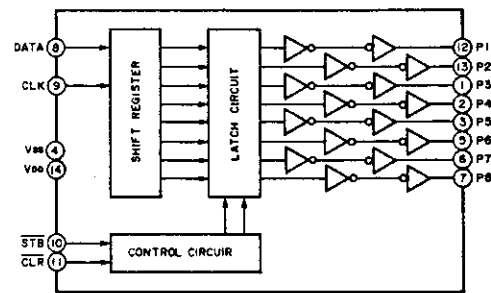 DATA 8
CLK 9
VSS 4
VDD 14
STB 10
CLR 11
SHIFT REGISTER
LATCH CIRCUIT
CONTROL CIRCUIR
12 P1
13 P2
1 P3
2 P4
3 P5
5 P6
6 P7
7 P8